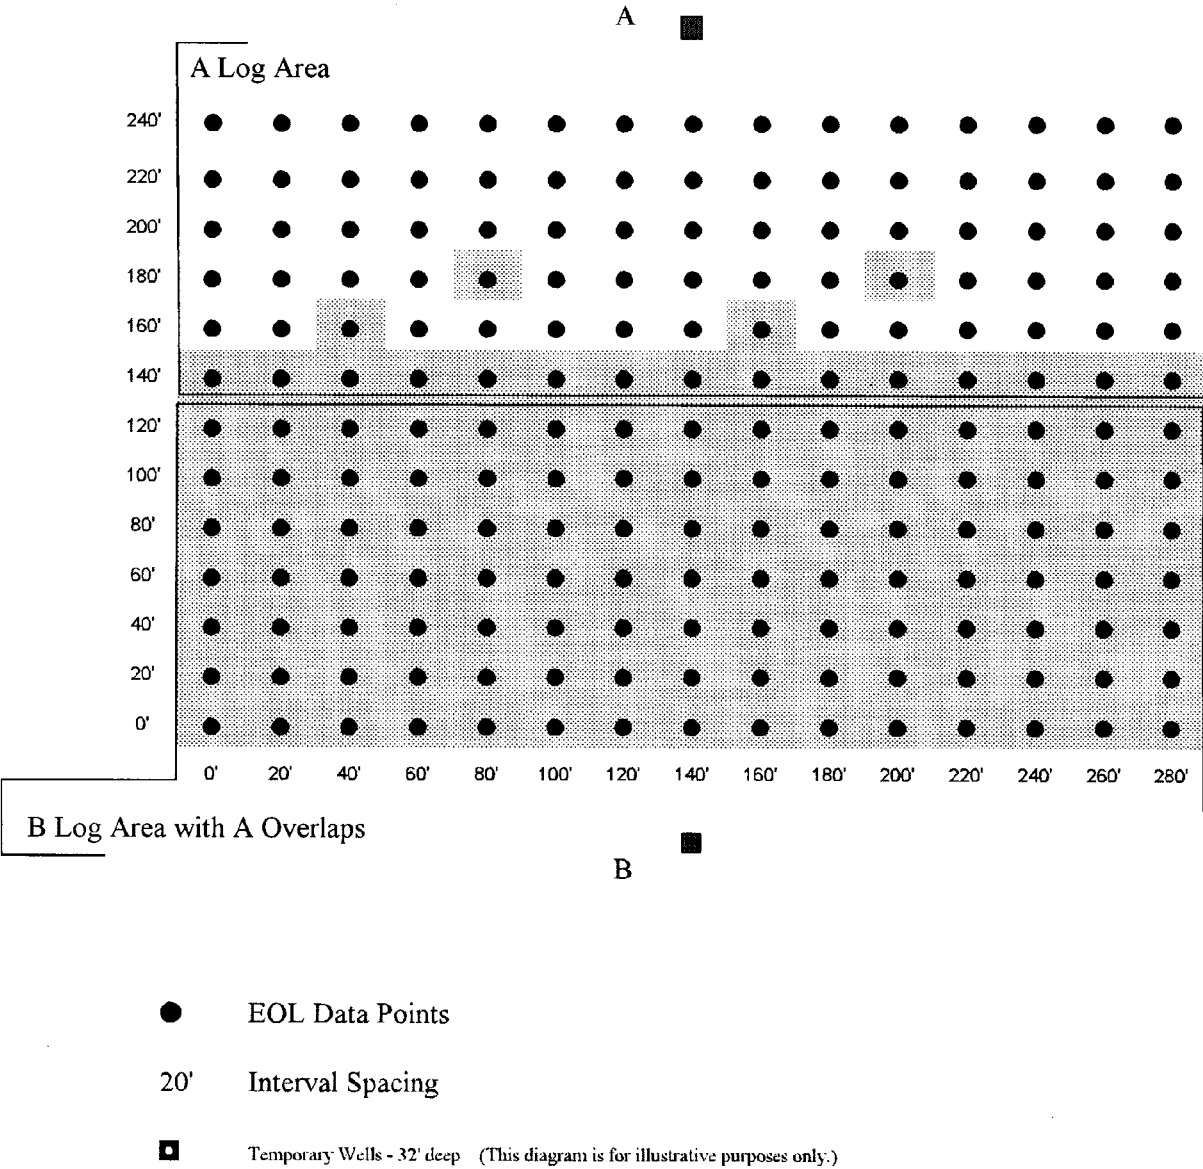 A
A Log Area
240'
220'
200'
180'
160'
140'
120'
100'
80'
60'
40'
20'
0'
0' 20' 40' 60' 80' 100' 120' 140' 160' 180' 200' 220' 240' 260' 280'
B Log Area with A Overlaps
B
EOL Data Points
20' Interval Spacing
Temporary Wells - 32' deep (This diagram is for illustrative purposes only.)